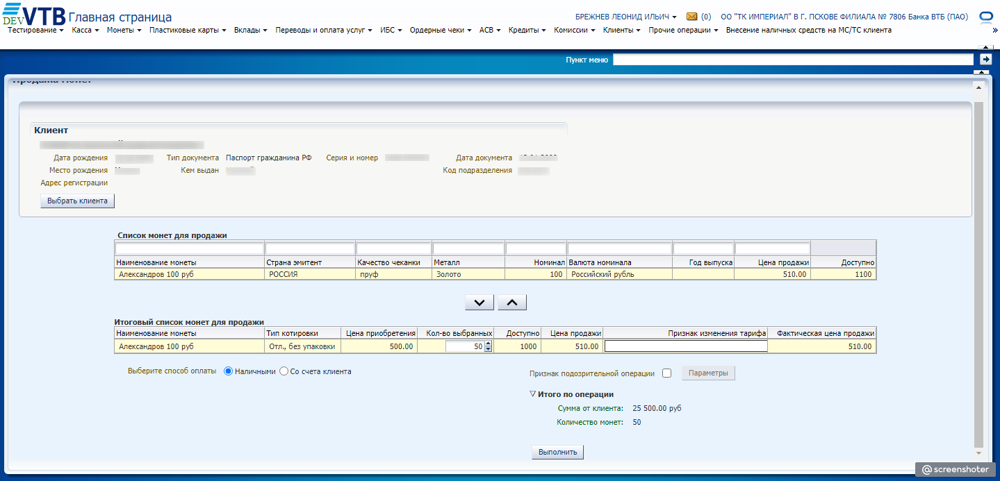 DEV VTB Главная страница
БРЕЖНЕВ ЛЕОНИД ИЛЬИЧ (0) ОО "ТК ИМПЕРИАЛ" В Г. ПСКОВЕ ФИЛИАЛА № 7806 Банка ВТБ (ПАО)
Тестирование Касса Монеты Пластиковые карты Вклады Переводы и оплата услуг ИБС Ордерные чеки АСВ Кредиты Комиссии Клиенты Прочие операции Внесение наличных средств на МС/ТС клиента »
Пункт меню
Продажа монет
Клиент
Дата рождения Тип документа Паспорт гражданина РФ Серия и номер Дата документа
Место рождения Кем выдан Код подразделения
Адрес регистрации
Выбрать клиента
Список монет для продажи
Наименование монеты Страна эмитент Качество чеканки Металл Номинал Валюта номинала Год выпуска Цена продажи Доступно
Александров 100 руб РОССИЯ пруф Золото 100 Российский рубль 510.00 1100
Итоговый список монет для продажи
Наименование монеты Тип котировки Цена приобретения Кол-во выбранных Доступно Цена продажи Признак изменения тарифа Фактическая цена продажи
Александров 100 руб Отл., без упаковки 500.00 50 1000 510.00 510.00
Выберите способ оплаты Наличными Со счета клиента
Признак подозрительной операции Параметры
Итого по операции
Сумма от клиента: 25 500.00 руб
Количество монет: 50
Выполнить
@screenshoter